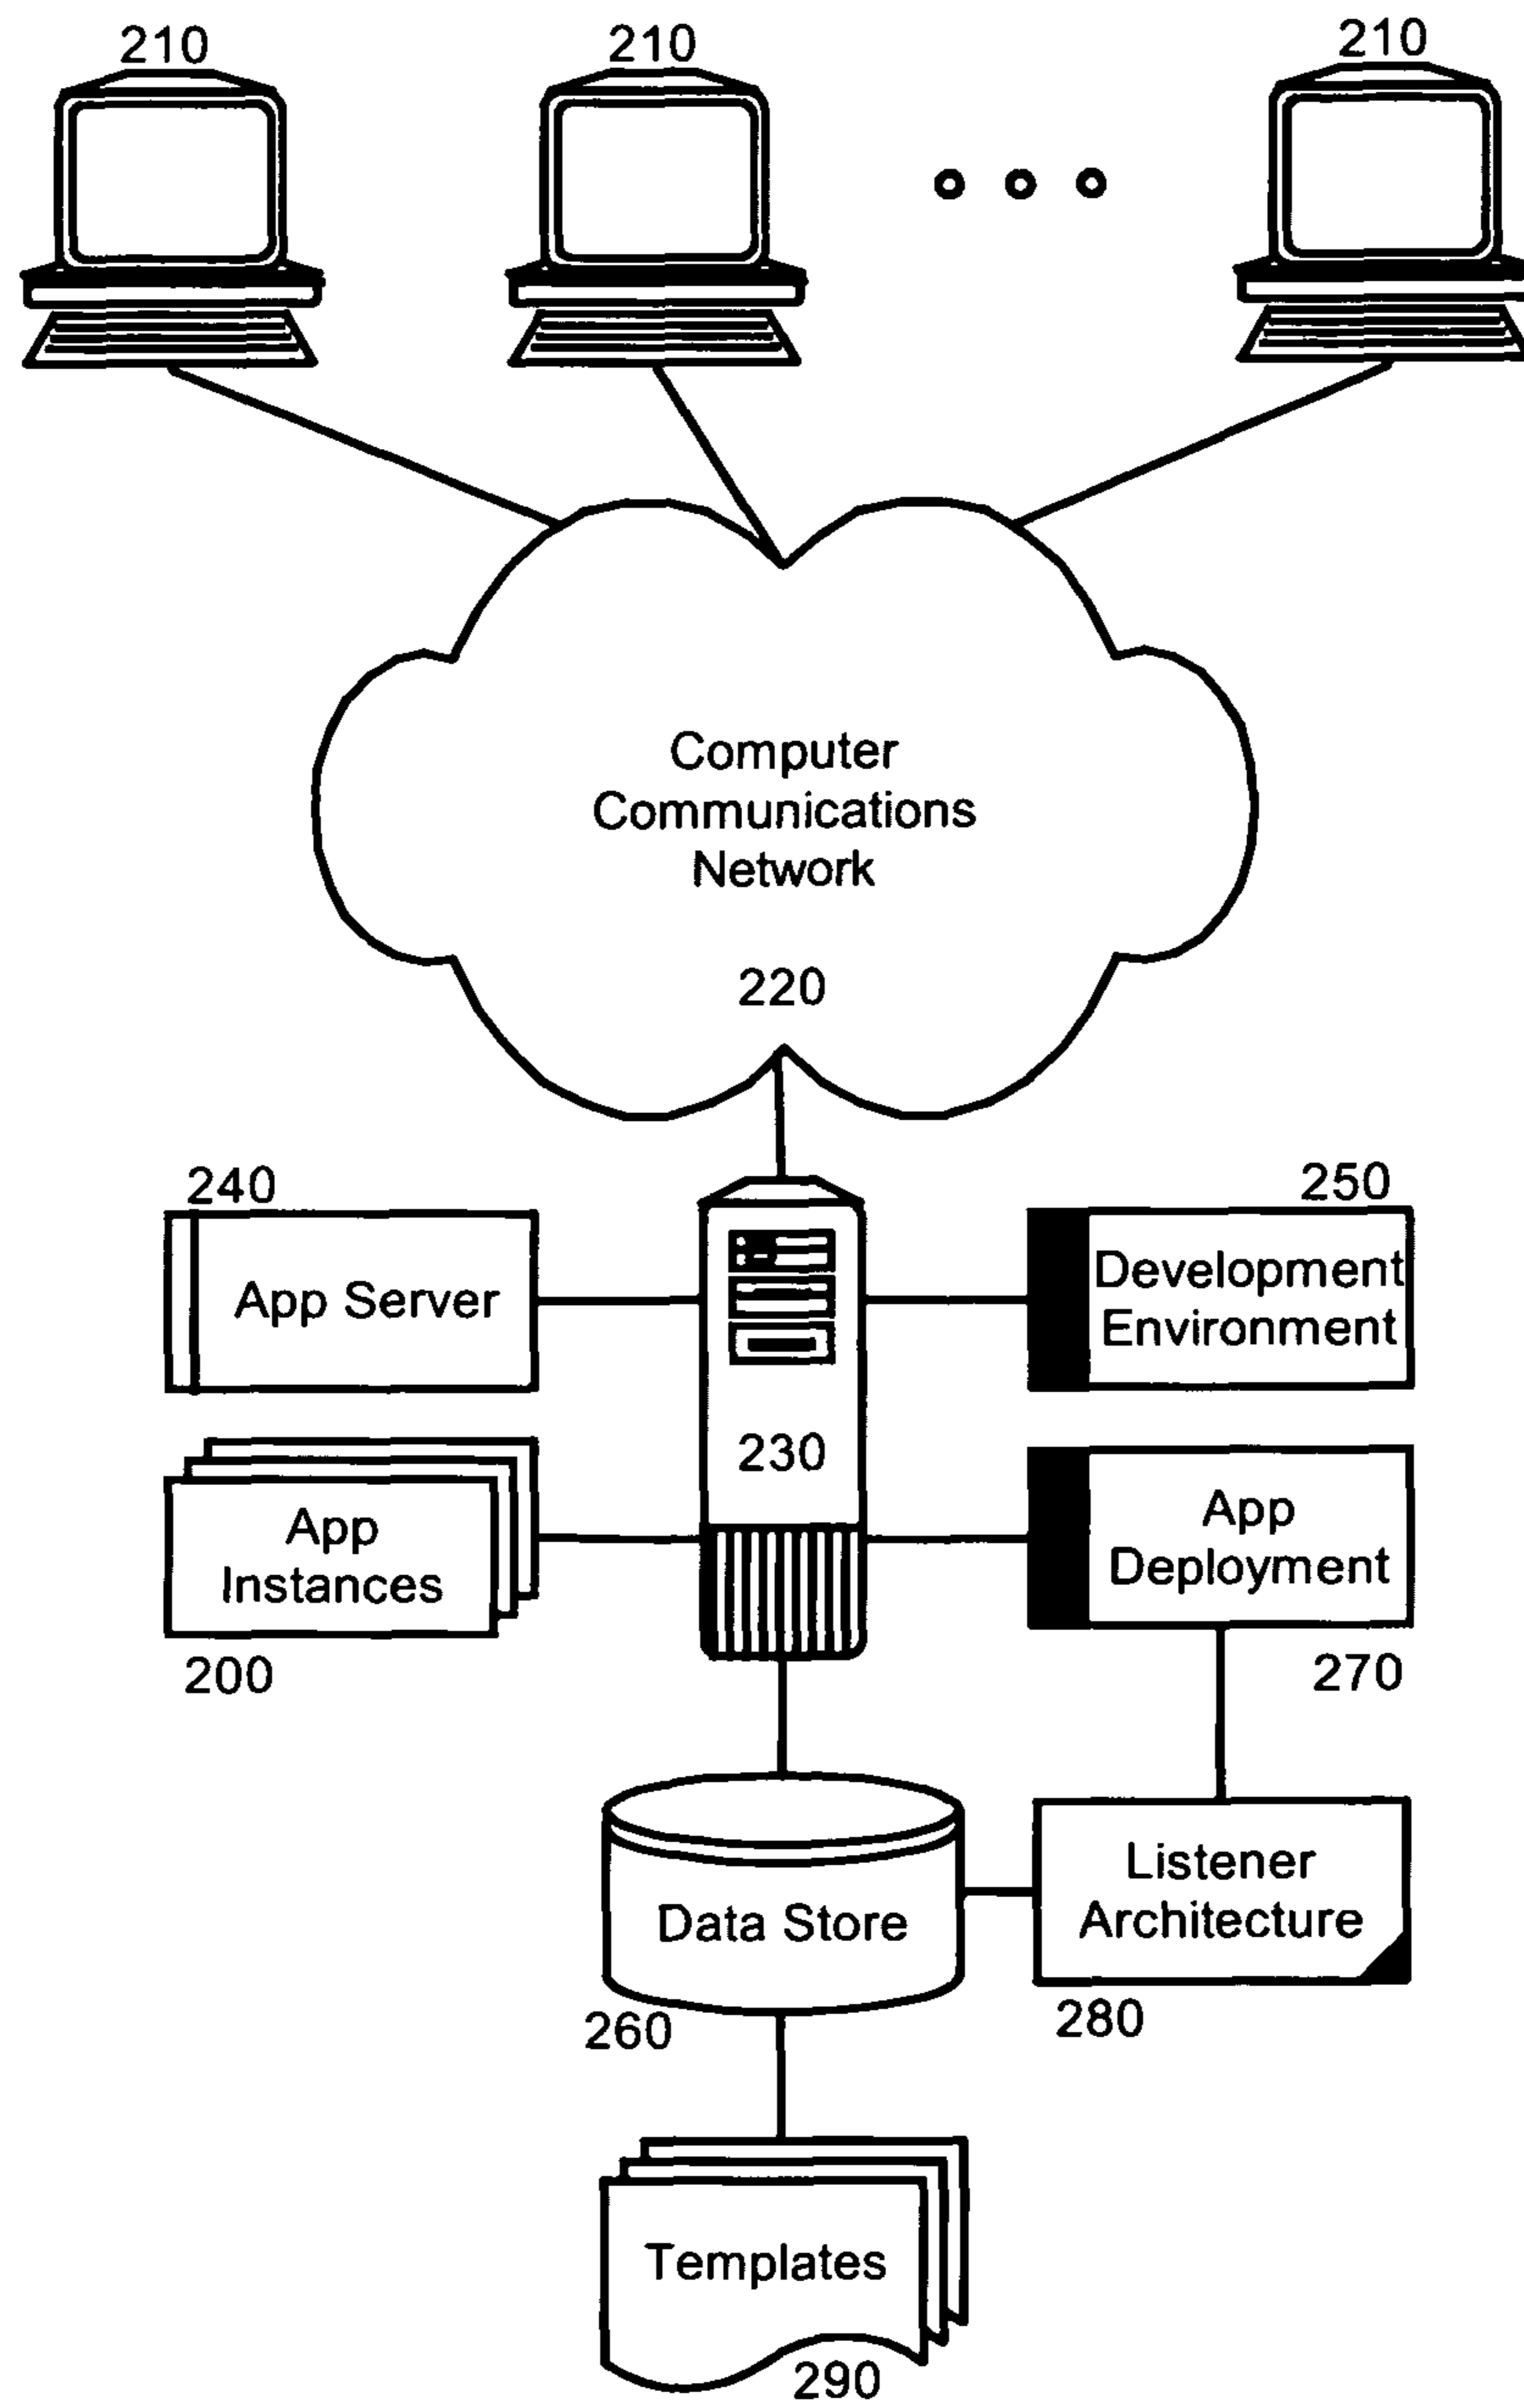 210
210
210
Computer
Communications
Network
220
240
App Server
250
Development
Environment
230
App
Instances
200
App
Deployment
270
Data Store
260
Listener
Architecture
280
Templates
290